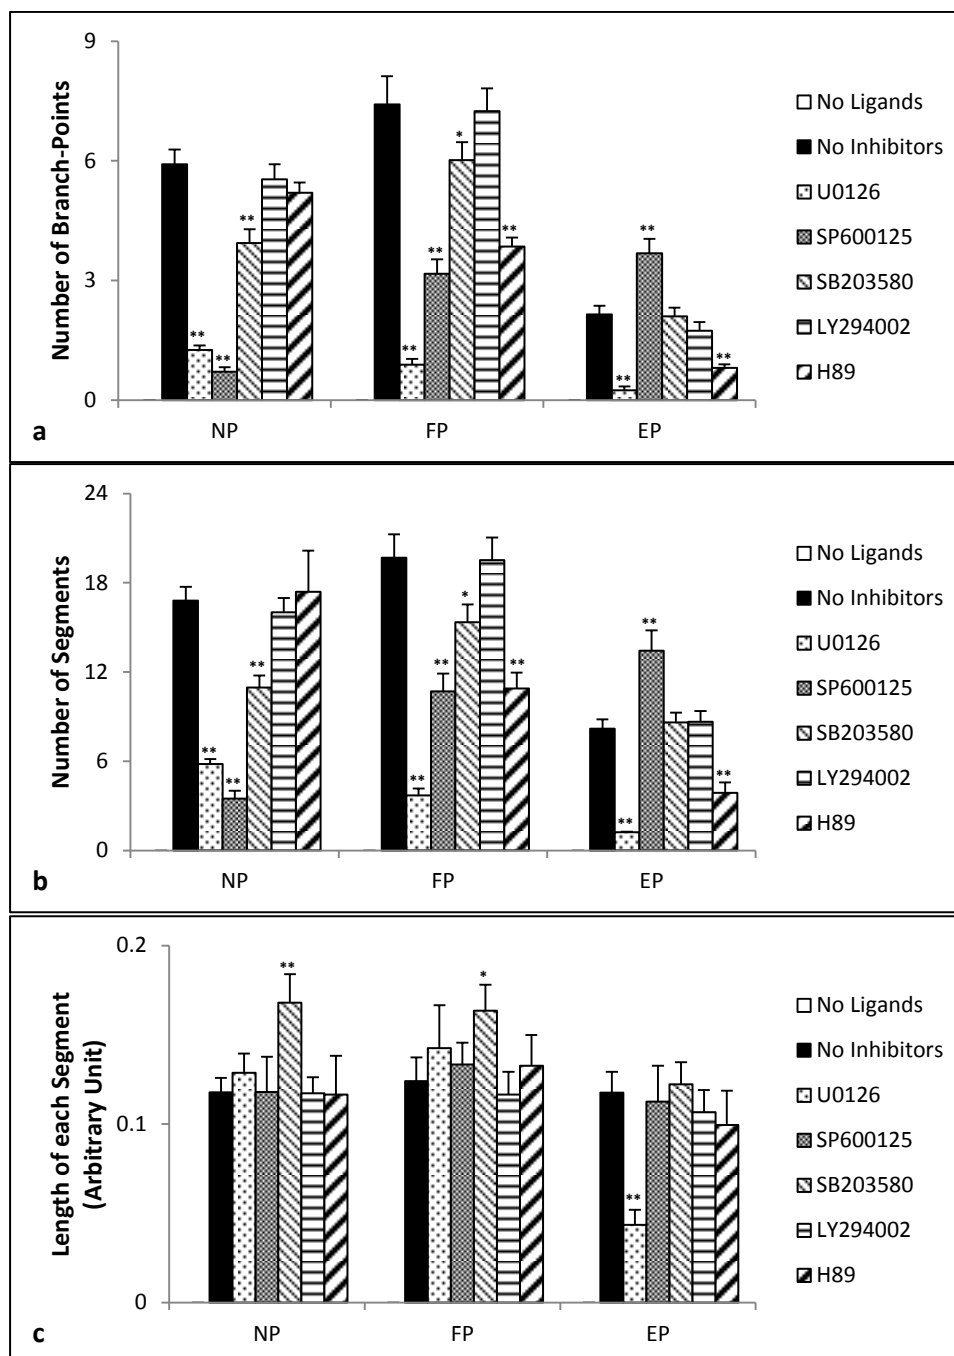 9
6
3
0
Number of Branch-Points
** ** ** ** ** * ** ** ** **
NP FP EP
No Ligands
No Inhibitors
U0126
SP600125
SB203580
LY294002
H89
a
24
18
12
6
0
Number of Segments
** ** ** ** ** * ** ** ** **
NP FP EP
No Ligands
No Inhibitors
U0126
SP600125
SB203580
LY294002
H89
b
0.2
0.1
0
Length of each Segment
(Arbitrary Unit)
** * **
NP FP EP
No Ligands
No Inhibitors
U0126
SP600125
SB203580
LY294002
H89
c